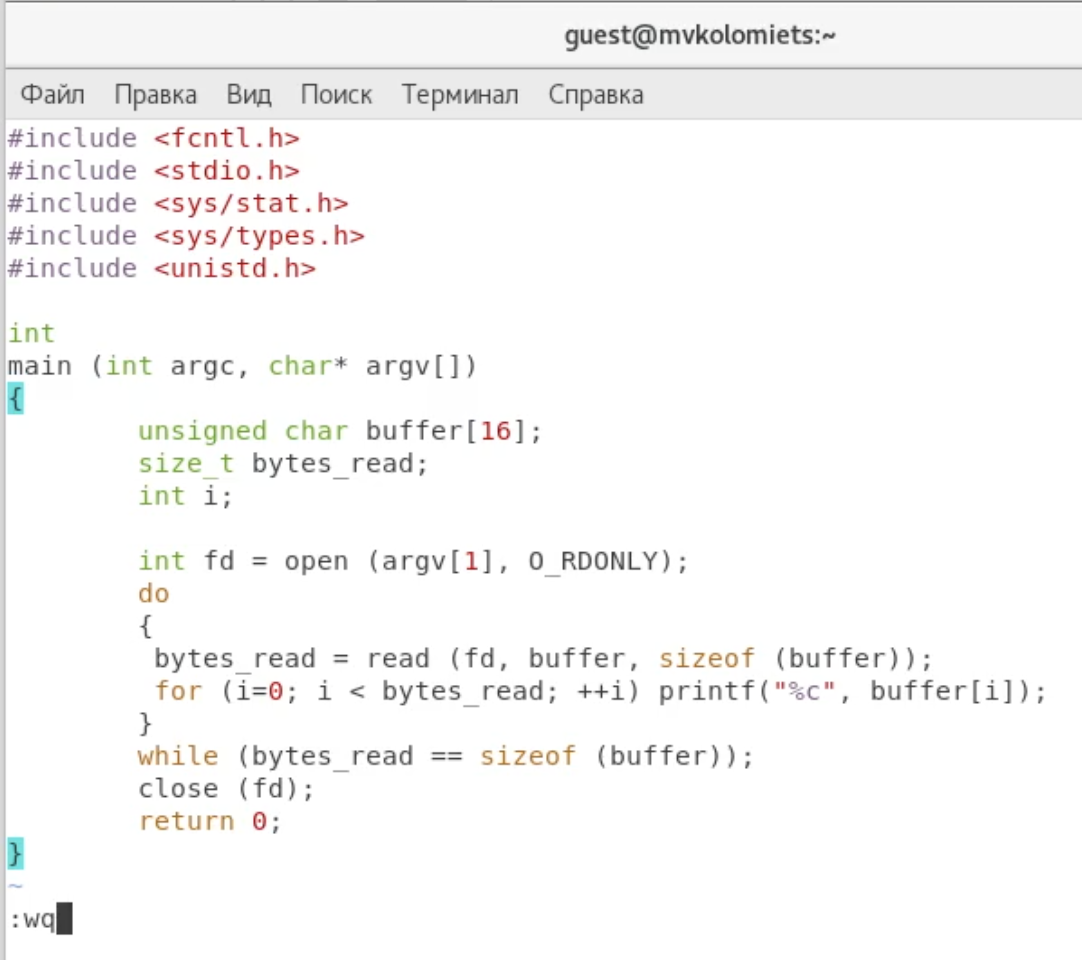 guest@mvkolomiets:~
Файл Правка Вид Поиск Терминал Справка
#include <fcntl.h>
#include <stdio.h>
#include <sys/stat.h>
#include <sys/types.h>
#include <unistd.h>
int
main (int argc, char* argv[])
{
unsigned char buffer[16];
size_t bytes_read;
int i;
int fd = open (argv[1], O_RDONLY);
do
{
bytes_read = read (fd, buffer, sizeof (buffer));
for (i=0; i < bytes_read; ++i) printf("%c", buffer[i]);
}
while (bytes_read == sizeof (buffer));
close (fd);
return 0;
}
~
:wq